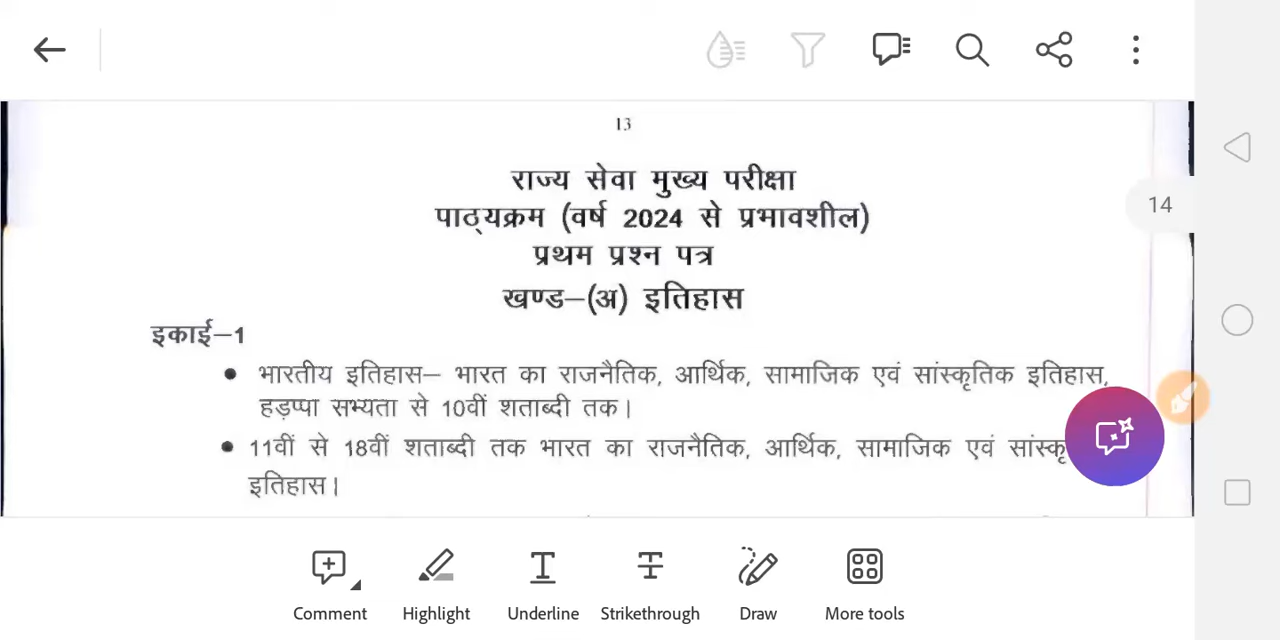 13
राज्य सेवा मुख्य परीक्षा
पाठ्यक्रम (वर्ष 2024 से प्रभावशील)
14
प्रथम प्रश्न पत्र
खण्ड–(अ) इतिहास
इकाई–1
● भारतीय इतिहास– भारत का राजनैतिक, आर्थिक, सामाजिक एवं सांस्कृतिक इतिहास,
हड़प्पा सभ्यता से 10वीं शताब्दी तक।
● 11वीं से 18वीं शताब्दी तक भारत का राजनैतिक, आर्थिक, सामाजिक एवं
इतिहास।
Comment Highlight Underline Strikethrough Draw More tools